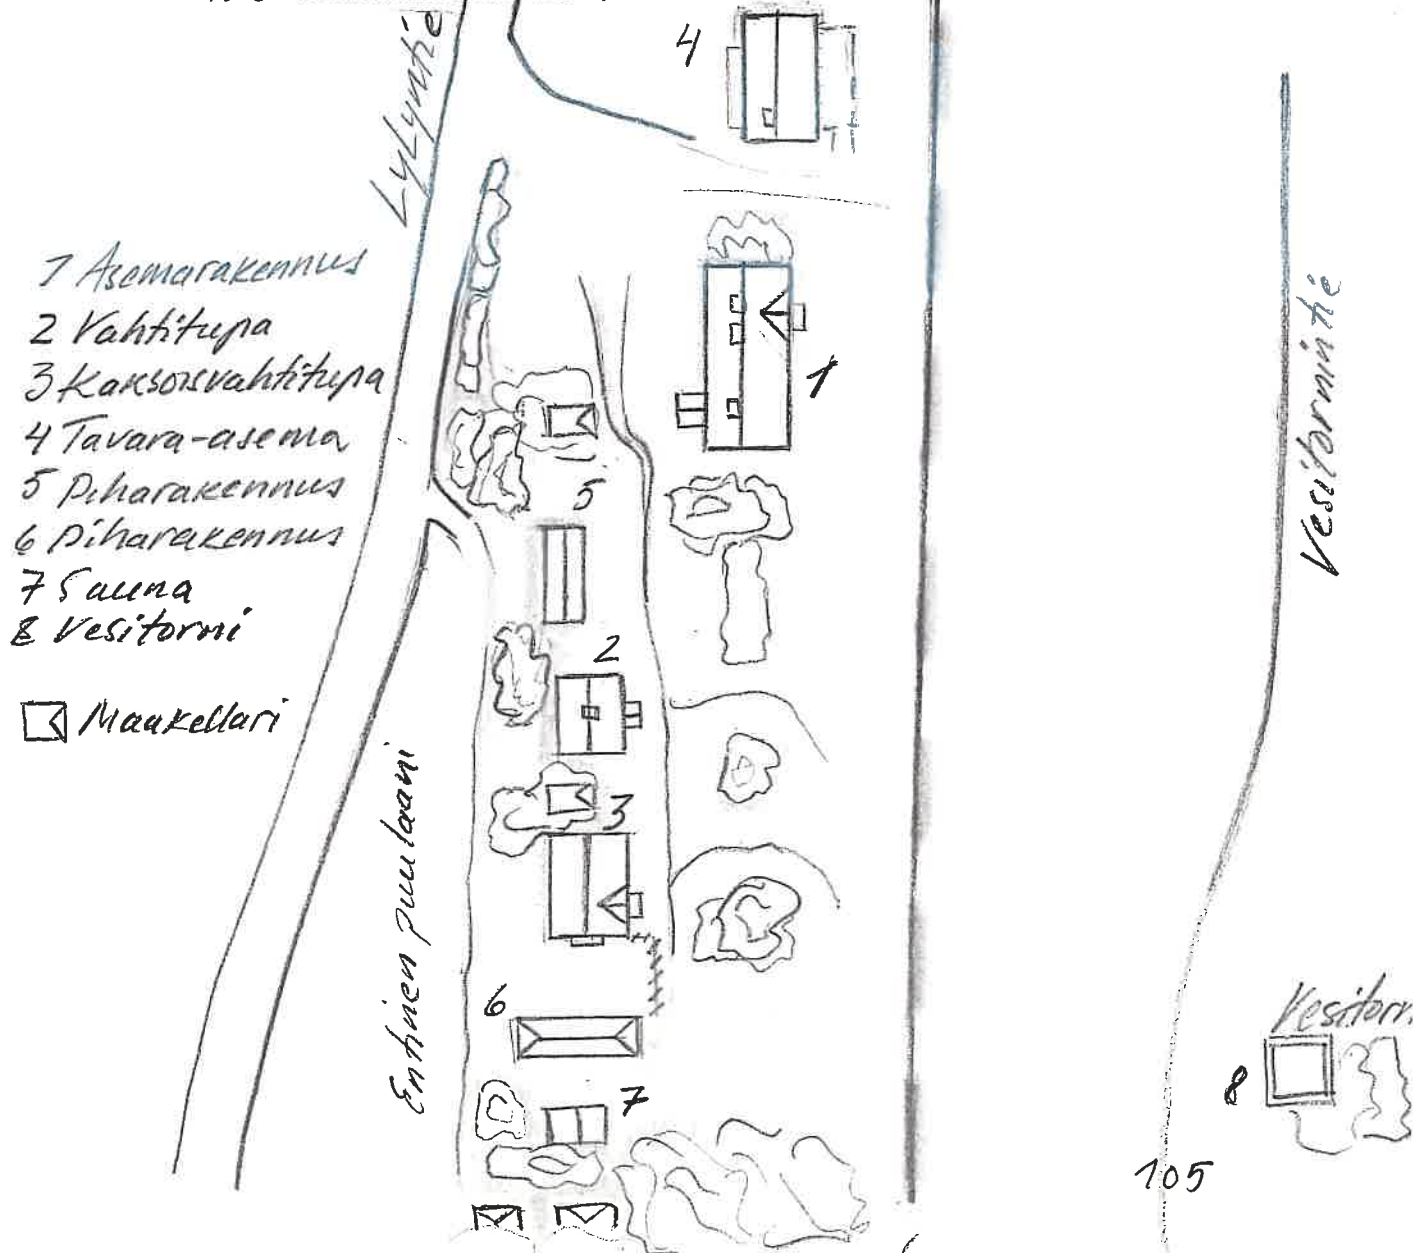 Lylyntie
4
1 Asemarakennus
2 Vahtitupa
3 Kaksoisvahtitupa
4 Tavara-asema
5 Piharakennus
6 Piharakennus
7 Sauna
8 Vesitorni
Maakellari
1
5
2
3
6
7
Entinen puulaani
Vesitornintie
Vesitorn
8
105